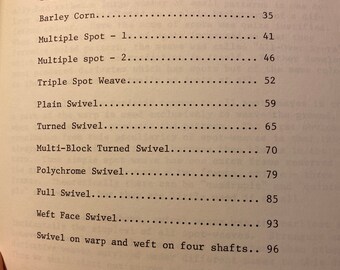 Barley Corn...................... 35
Multiple Spot - 1................ 41
Multiple spot - 2................ 46
Triple Spot Weave................ 52
Plain Swivel..................... 59
Turned Swivel.................... 65
Multi-Block Turned Swivel........ 70
Polychrome Swivel................ 79
Full Swivel...................... 85
Weft Face Swivel................. 93
Swivel on warp and weft on four shafts.. 96